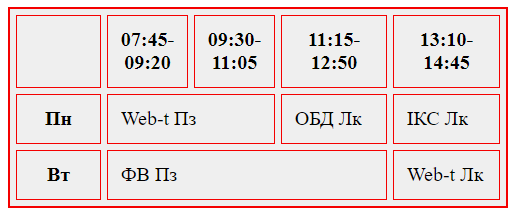 07:45-
09:20
09:30-
11:05
11:15-
12:50
13:10-
14:45
Пн
Web-t Пз
ОБД Лк
ІКС Лк
Вт
ФВ Пз
Web-t Лк